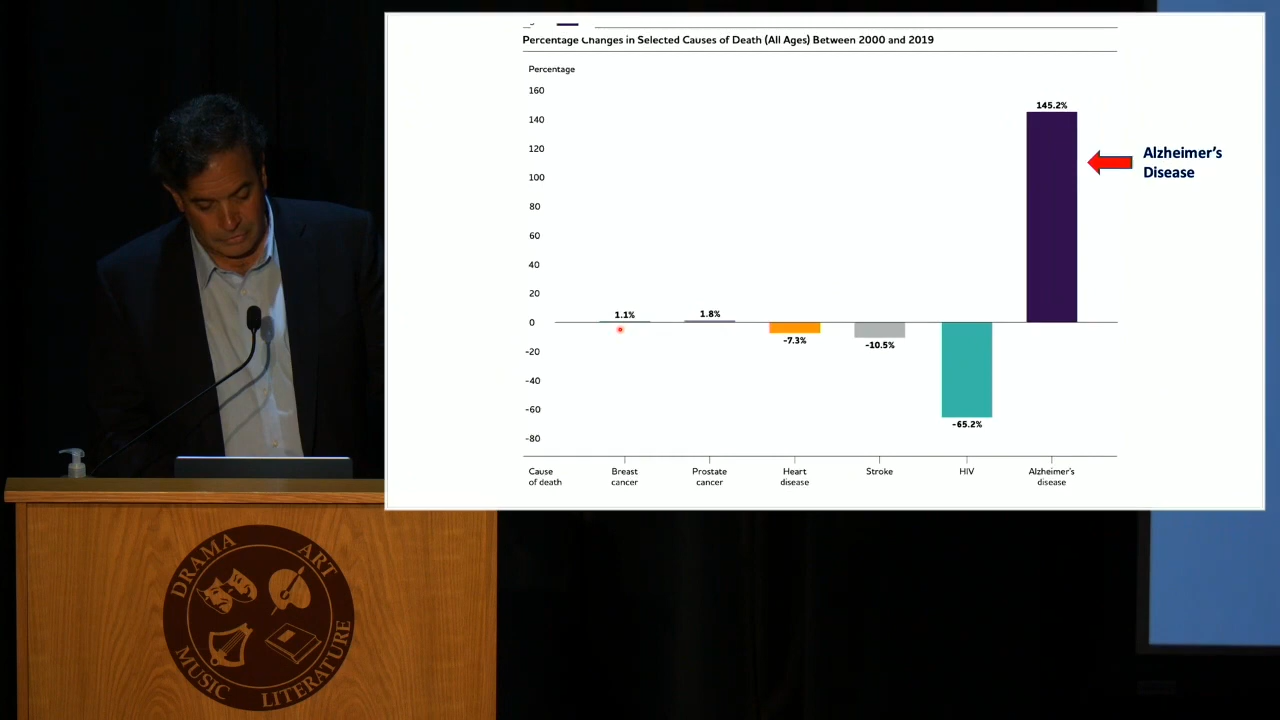 Percentage Changes in Selected Causes of Death (All Ages) Between 2000 and 2019
Percentage
160
140
120
100
80
60
40
20
0
-20
-40
-60
-80
1.1%
1.8%
-7.3%
-10.5%
-65.2%
145.2%
Alzheimer's
Disease
Cause
of death
Breast
cancer
Prostate
cancer
Heart
disease
Stroke
HIV
Alzheimer's
disease
DRAMA
ART
MUSIC
LITERATURE